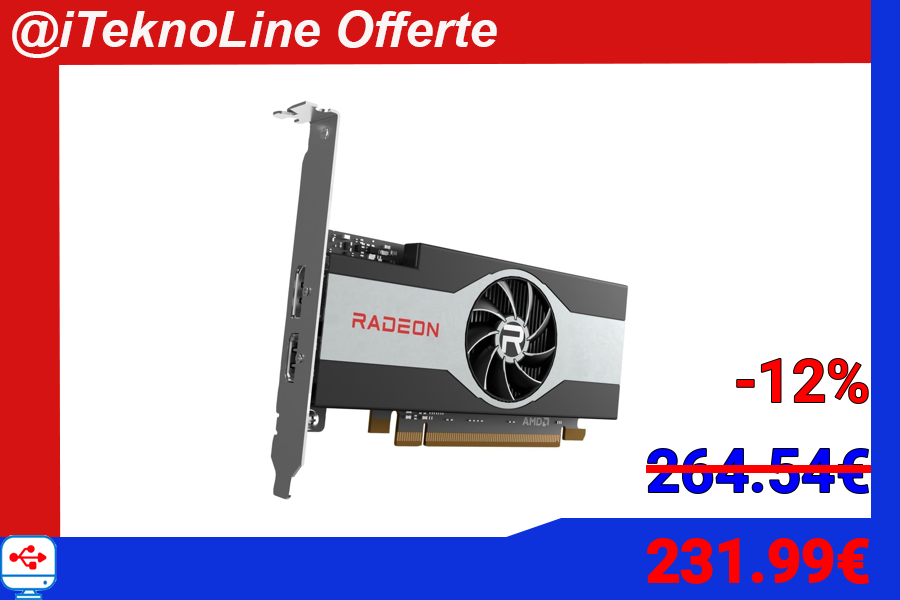 @iTeknoLine Offerte
RADEON
R
AMD
-12%
264.54€
231.99€